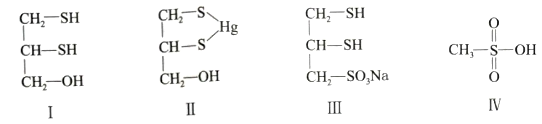 CH₂—SH
CH—SH
CH₂—OH
I
CH₂—S
Hg
CH—S
CH₂—OH
II
CH₂—SH
CH—SH
CH₂—SO₃Na
III
O
CH₃—S—OH
O
IV